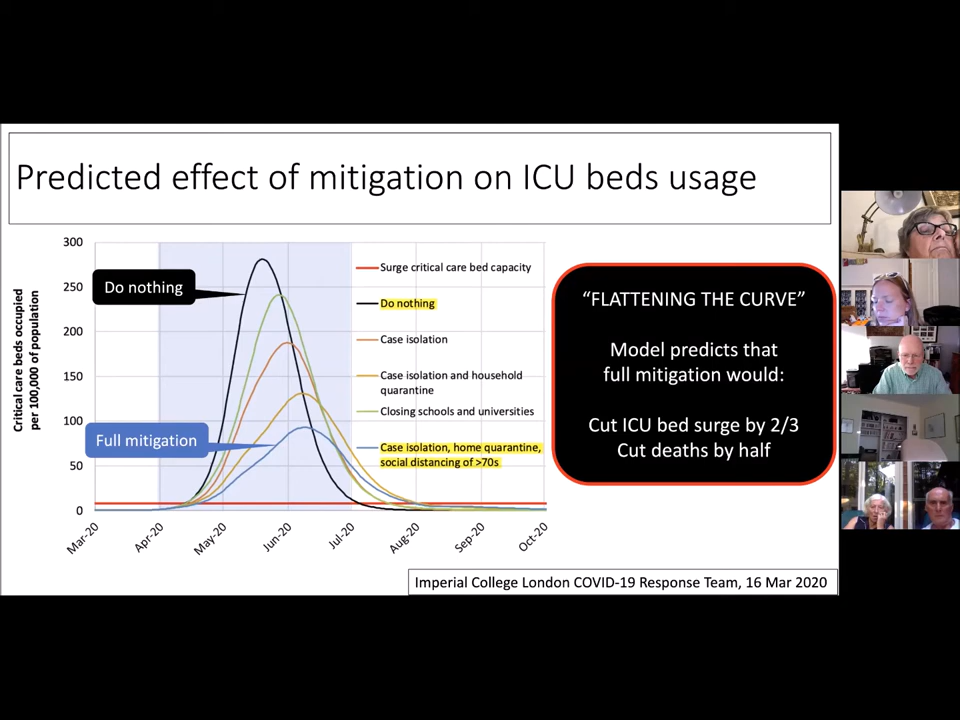 Predicted effect of mitigation on ICU beds usage
Critical care beds occupied
per 100,000 of population
300
250
200
150
100
50
0
Mar-20
Apr-20
May-20
Jun-20
Jul-20
Aug-20
Sep-20
Oct-20
Do nothing
Full mitigation
Surge critical care bed capacity
Do nothing
Case isolation
Case isolation and household
quarantine
Closing schools and universities
Case isolation, home quarantine,
social distancing of >70s
“FLATTENING THE CURVE”
Model predicts that
full mitigation would:
Cut ICU bed surge by 2/3
Cut deaths by half
Imperial College London COVID-19 Response Team, 16 Mar 2020